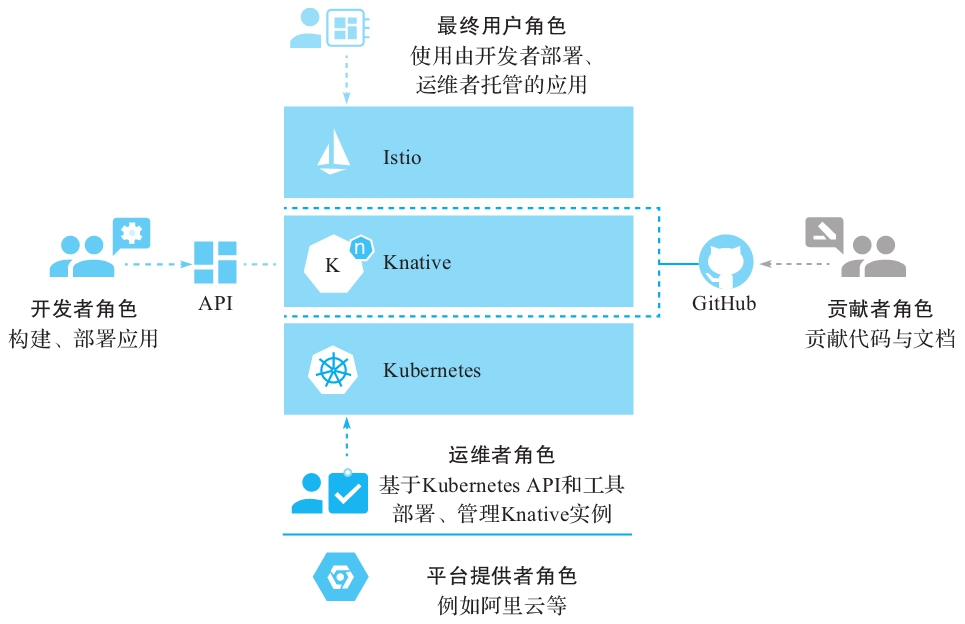 最终用户角色
使用由开发者部署、
运维者托管的应用
Istio
K
n
Knative
API
开发者角色
构建、部署应用
GitHub
贡献者角色
贡献代码与文档
Kubernetes
运维者角色
基于Kubernetes API和工具
部署、管理Knative实例
平台提供者角色
例如阿里云等